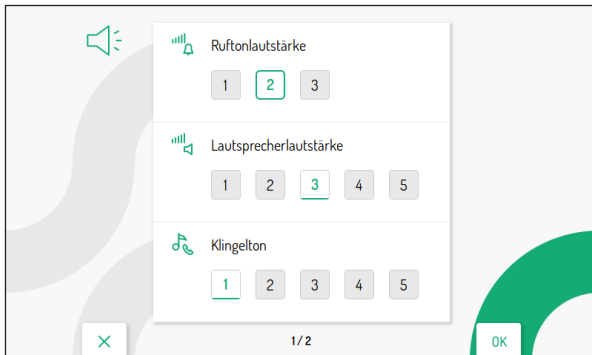 Ruftonlautstärke
1 2 3
Lautsprecherlautstärke
1 2 3 4 5
Klingelton
1 2 3 4 5
1/2
OK